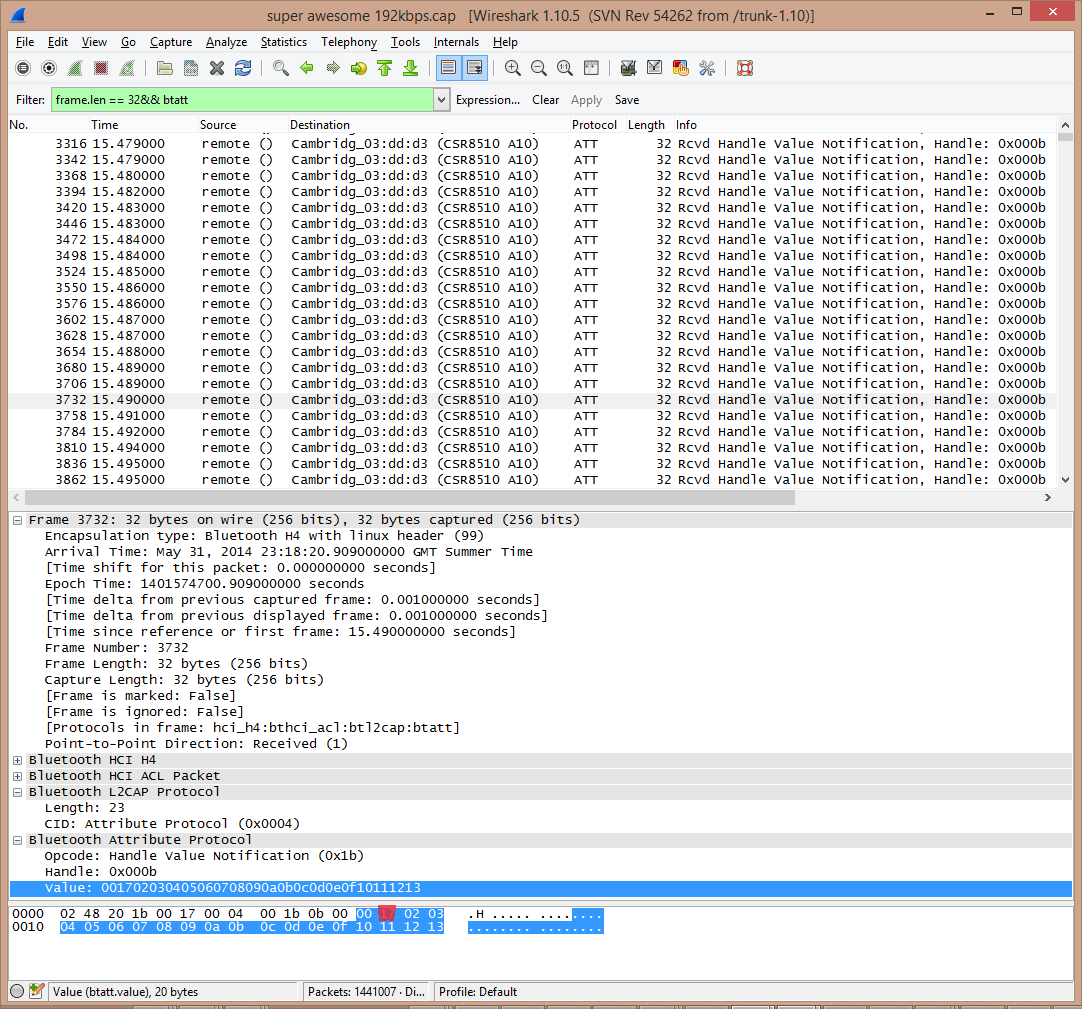 super awesome 192kbps.cap [Wireshark 1.10.5 (SVN Rev 54262 from /trunk-1.10)]
File Edit View Go Capture Analyze Statistics Telephony Tools Internals Help
Filter: frame.len == 32&& btatt Expression... Clear Apply Save
No. Time Source Destination Protocol Length Info
3316 15.479000 remote () Cambridg_03:dd:d3 (CSR8510 A10) ATT 32 Rcvd Handle Value Notification, Handle: 0x000b
3342 15.479000 remote () Cambridg_03:dd:d3 (CSR8510 A10) ATT 32 Rcvd Handle Value Notification, Handle: 0x000b
3368 15.480000 remote () Cambridg_03:dd:d3 (CSR8510 A10) ATT 32 Rcvd Handle Value Notification, Handle: 0x000b
3394 15.482000 remote () Cambridg_03:dd:d3 (CSR8510 A10) ATT 32 Rcvd Handle Value Notification, Handle: 0x000b
3420 15.483000 remote () Cambridg_03:dd:d3 (CSR8510 A10) ATT 32 Rcvd Handle Value Notification, Handle: 0x000b
3446 15.483000 remote () Cambridg_03:dd:d3 (CSR8510 A10) ATT 32 Rcvd Handle Value Notification, Handle: 0x000b
3472 15.484000 remote () Cambridg_03:dd:d3 (CSR8510 A10) ATT 32 Rcvd Handle Value Notification, Handle: 0x000b
3498 15.484000 remote () Cambridg_03:dd:d3 (CSR8510 A10) ATT 32 Rcvd Handle Value Notification, Handle: 0x000b
3524 15.485000 remote () Cambridg_03:dd:d3 (CSR8510 A10) ATT 32 Rcvd Handle Value Notification, Handle: 0x000b
3550 15.486000 remote () Cambridg_03:dd:d3 (CSR8510 A10) ATT 32 Rcvd Handle Value Notification, Handle: 0x000b
3576 15.486000 remote () Cambridg_03:dd:d3 (CSR8510 A10) ATT 32 Rcvd Handle Value Notification, Handle: 0x000b
3602 15.487000 remote () Cambridg_03:dd:d3 (CSR8510 A10) ATT 32 Rcvd Handle Value Notification, Handle: 0x000b
3628 15.487000 remote () Cambridg_03:dd:d3 (CSR8510 A10) ATT 32 Rcvd Handle Value Notification, Handle: 0x000b
3654 15.488000 remote () Cambridg_03:dd:d3 (CSR8510 A10) ATT 32 Rcvd Handle Value Notification, Handle: 0x000b
3680 15.489000 remote () Cambridg_03:dd:d3 (CSR8510 A10) ATT 32 Rcvd Handle Value Notification, Handle: 0x000b
3706 15.489000 remote () Cambridg_03:dd:d3 (CSR8510 A10) ATT 32 Rcvd Handle Value Notification, Handle: 0x000b
3732 15.490000 remote () Cambridg_03:dd:d3 (CSR8510 A10) ATT 32 Rcvd Handle Value Notification, Handle: 0x000b
3758 15.491000 remote () Cambridg_03:dd:d3 (CSR8510 A10) ATT 32 Rcvd Handle Value Notification, Handle: 0x000b
3784 15.492000 remote () Cambridg_03:dd:d3 (CSR8510 A10) ATT 32 Rcvd Handle Value Notification, Handle: 0x000b
3810 15.494000 remote () Cambridg_03:dd:d3 (CSR8510 A10) ATT 32 Rcvd Handle Value Notification, Handle: 0x000b
3836 15.495000 remote () Cambridg_03:dd:d3 (CSR8510 A10) ATT 32 Rcvd Handle Value Notification, Handle: 0x000b
3862 15.495000 remote () Cambridg_03:dd:d3 (CSR8510 A10) ATT 32 Rcvd Handle Value Notification, Handle: 0x000b
Frame 3732: 32 bytes on wire (256 bits), 32 bytes captured (256 bits)
Encapsulation type: Bluetooth H4 with linux header (99)
Arrival Time: May 31, 2014 23:18:20.909000000 GMT Summer Time
[Time shift for this packet: 0.000000000 seconds]
Epoch Time: 1401574700.909000000 seconds
[Time delta from previous captured frame: 0.001000000 seconds]
[Time delta from previous displayed frame: 0.001000000 seconds]
[Time since reference or first frame: 15.490000000 seconds]
Frame Number: 3732
Frame Length: 32 bytes (256 bits)
Capture Length: 32 bytes (256 bits)
[Frame is marked: False]
[Frame is ignored: False]
[Protocols in frame: hci_h4:bthci_acl:btl2cap:btatt]
Point-to-Point Direction: Received (1)
Bluetooth HCI H4
Bluetooth HCI ACL Packet
Bluetooth L2CAP Protocol
Length: 23
CID: Attribute Protocol (0x0004)
Bluetooth Attribute Protocol
Opcode: Handle Value Notification (0x1b)
Handle: 0x000b
Value: 001702030405060708090a0b0c0d0e0f10111213
0000 02 48 20 1b 00 17 00 04 00 1b 0b 00 00 17 02 03 .H ..... ........
0010 04 05 06 07 08 09 0a 0b 0c 0d 0e 0f 10 11 12 13 ........ ........
Value (btatt.value), 20 bytes Packets: 1441007 · Di... Profile: Default